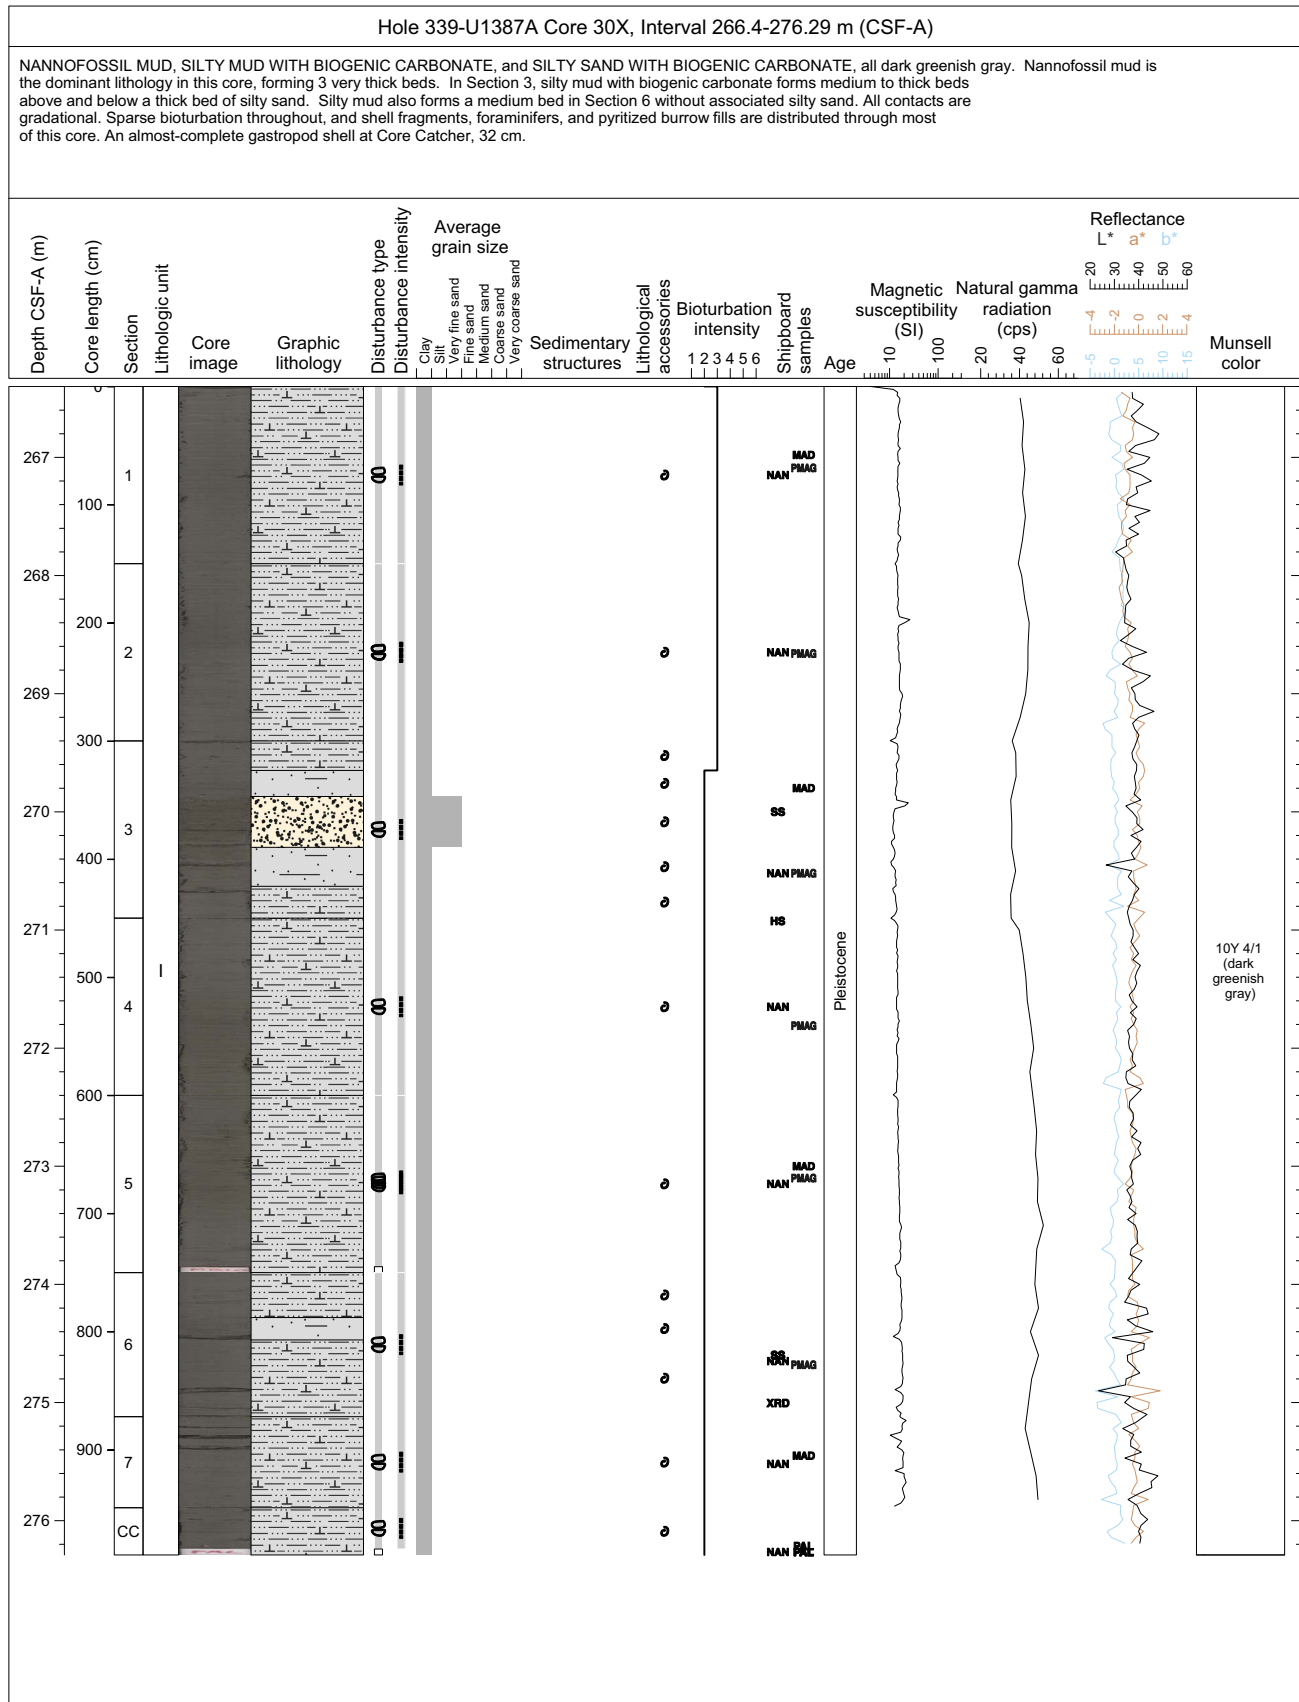 Hole 339-U1387A Core 30X, Interval 266.4-276.29 m (CSF-A)
NANNOFOSSIL MUD, SILTY MUD WITH BIOGENIC CARBONATE, and SILTY SAND WITH BIOGENIC CARBONATE, all dark greenish gray. Nannofossil mud is
the dominant lithology in this core, forming 3 very thick beds. In Section 3, silty mud with biogenic carbonate forms medium to thick beds
above and below a thick bed of silty sand. Silty mud also forms a medium bed in Section 6 without associated silty sand. All contacts are
gradational. Sparse bioturbation throughout, and shell fragments, foraminifers, and pyritized burrow fills are distributed through most
of this core. An almost-complete gastropod shell at Core Catcher, 32 cm.
Depth CSF-A (m)
Core length (cm)
Section
Lithologic unit
Core
image
Graphic
lithology
Disturbance type
Disturbance intensity
Average
grain size
Clay
Silt
Very fine sand
Fine sand
Medium sand
Coarse sand
Very coarse sand
Sedimentary
structures
Lithological
accessories
Bioturbation
intensity
1 2 3 4 5 6
Shipboard
samples
Age
Magnetic
susceptibility
(SI)
10 100
Natural gamma
radiation
(cps)
20 40 60
Reflectance
L* a* b*
20 30 40 50 60
-4 -2 0 2 4
-5 0 5 10 15
Munsell
color
0
267
1
MAD
PMAG
NAN
100
268
200
2
NAN PMAG
269
300
MAD
270
SS
3
400
NAN PMAG
HS
271
I
500
4
NAN
PMAG
Pleistocene
10Y 4/1
(dark
greenish
gray)
272
600
273
MAD
PMAG
5
NAN
700
274
800
6
SS
NAN PMAG
275
XRD
900
MAD
7
NAN
276
CC
PAL
NAN PAL